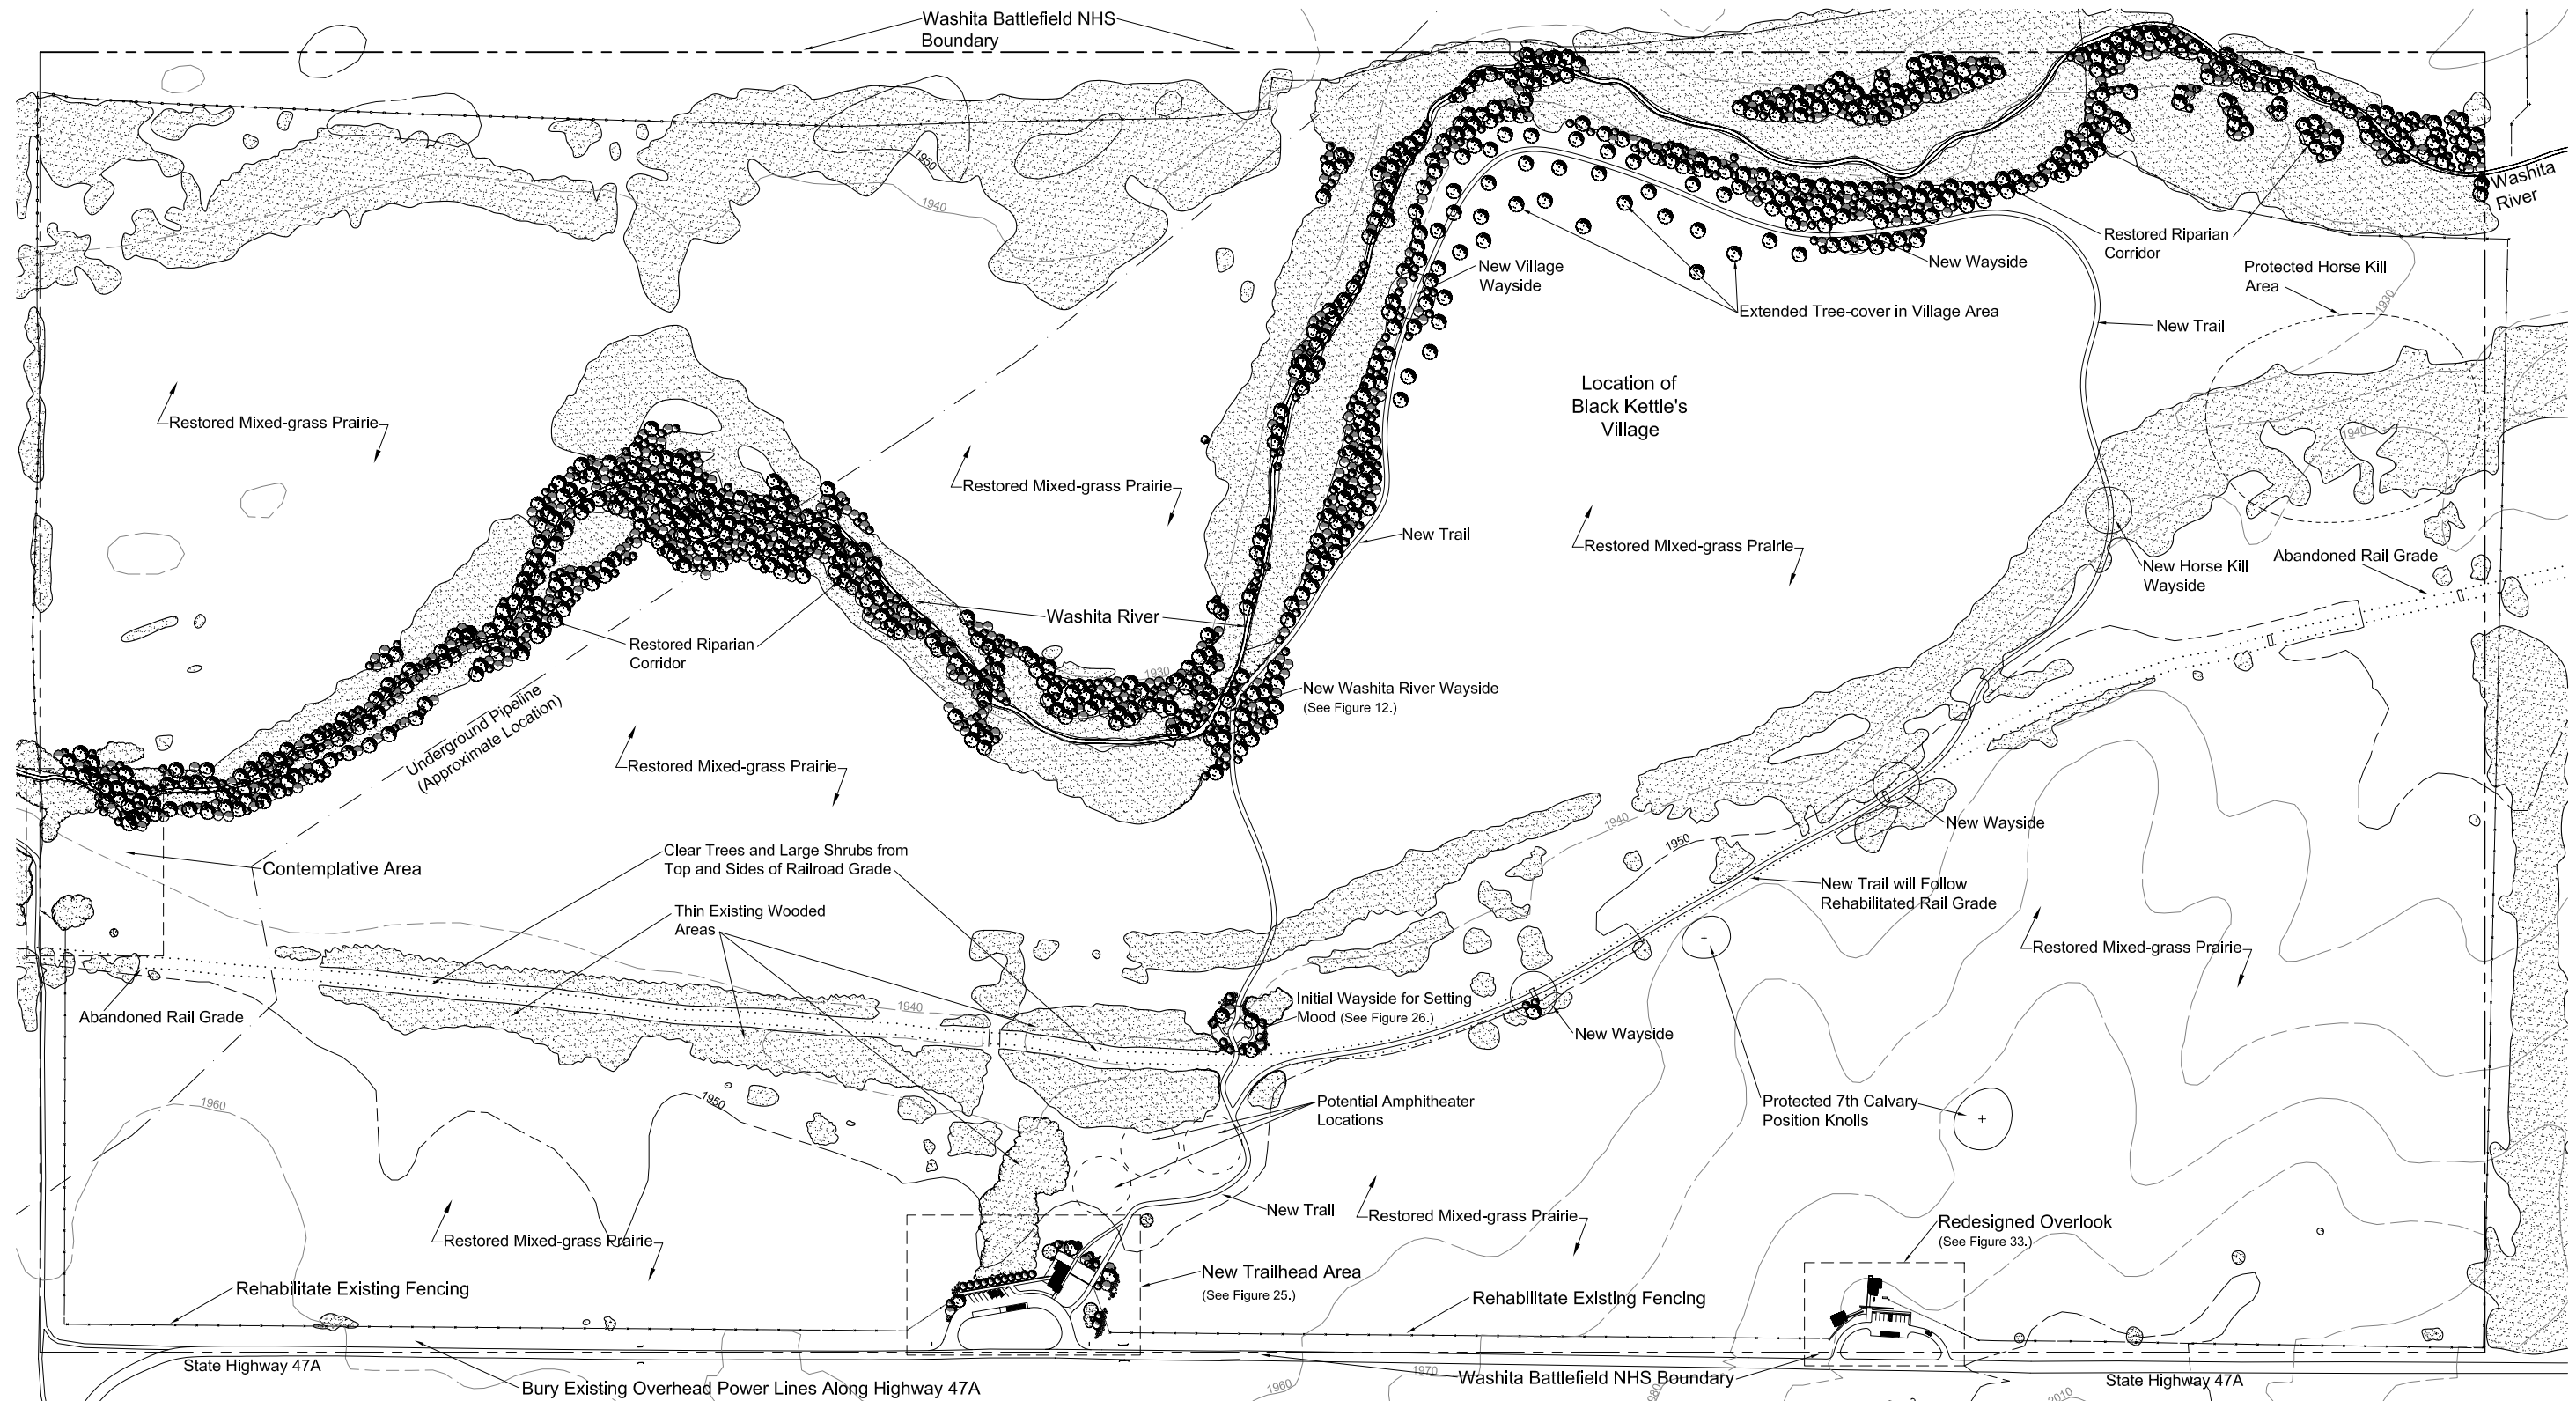 Washita Battlefield NHS
Boundary
1950
1940
Washita
River
Restored Riparian
Corridor
New Village
Wayside
New Wayside
Protected Horse Kill
Area
1930
Extended Tree-cover in Village Area
New Trail
Location of
Black Kettle's
Village
Restored Mixed-grass Prairie
1940
Restored Mixed-grass Prairie
New Trail
Restored Mixed-grass Prairie
Abandoned Rail Grade
New Horse Kill
Wayside
Washita River
Restored Riparian
Corridor
1930
New Washita River Wayside
(See Figure 12.)
Underground Pipeline
(Approximate Location)
Restored Mixed-grass Prairie
1940
New Wayside
1950
Clear Trees and Large Shrubs from
Top and Sides of Railroad Grade
Contemplative Area
New Trail will Follow
Rehabilitated Rail Grade
Thin Existing Wooded
Areas
Restored Mixed-grass Prairie
Initial Wayside for Setting
Mood (See Figure 26.)
1940
Abandoned Rail Grade
New Wayside
1960
1950
Potential Amphitheater
Locations
Protected 7th Calvary
Position Knolls
New Trail
Restored Mixed-grass Prairie
Redesigned Overlook
(See Figure 33.)
Restored Mixed-grass Prairie
New Trailhead Area
(See Figure 25.)
Rehabilitate Existing Fencing
Rehabilitate Existing Fencing
State Highway 47A
1970
Washita Battlefield NHS Boundary
State Highway 47A
Bury Existing Overhead Power Lines Along Highway 47A
1960
2010